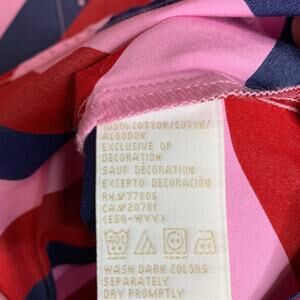 100%COTTON/COTON/
ALGODON
EXCLUSIVE OF
DECORATION
SAUF DÉCORATION
EXCEPTO DECORACIÓN
RN#77806
CA#20781
(ESQ-WYY)
WASH DARK COLORS
SEPARATELY
DRY PROMPTLY